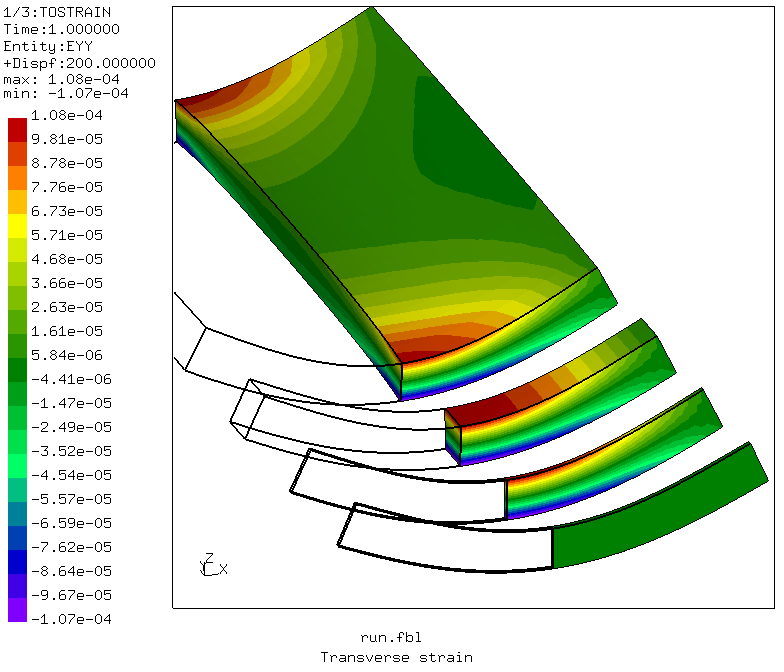 1/3:TOSTRAIN
Time:1.000000
Entity:EYY
+Dispf:200.000000
max: 1.08e-04
min: -1.07e-04
1.08e-04
9.81e-05
8.78e-05
7.76e-05
6.73e-05
5.71e-05
4.68e-05
3.66e-05
2.63e-05
1.61e-05
5.84e-06
-4.41e-06
-1.47e-05
-2.49e-05
-3.52e-05
-4.54e-05
-5.57e-05
-6.59e-05
-7.62e-05
-8.64e-05
-9.67e-05
-1.07e-04
Z
Y X
run.fbl
Transverse strain